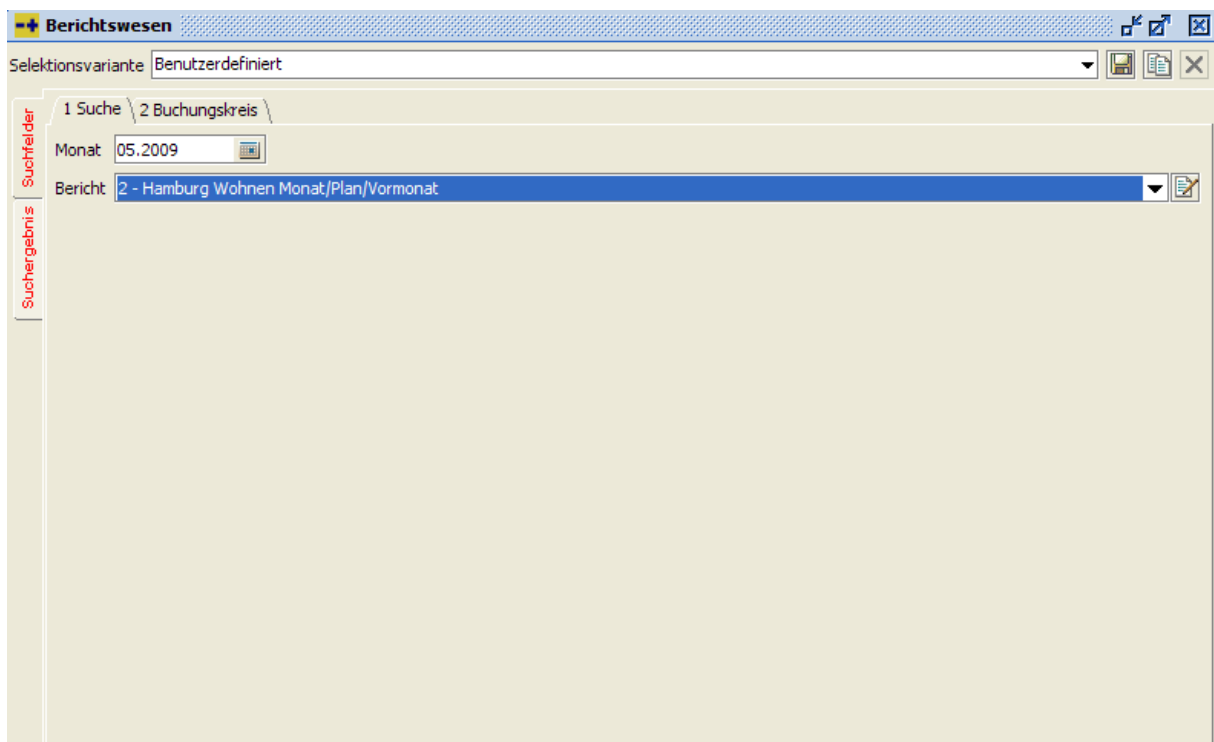 Berichtswesen
Selektionsvariante Benutzerdefiniert
1 Suche 2 Buchungskreis
Suchfelder
Monat 05.2009
Bericht 2 - Hamburg Wohnen Monat/Plan/Vormonat
Suchergebnis